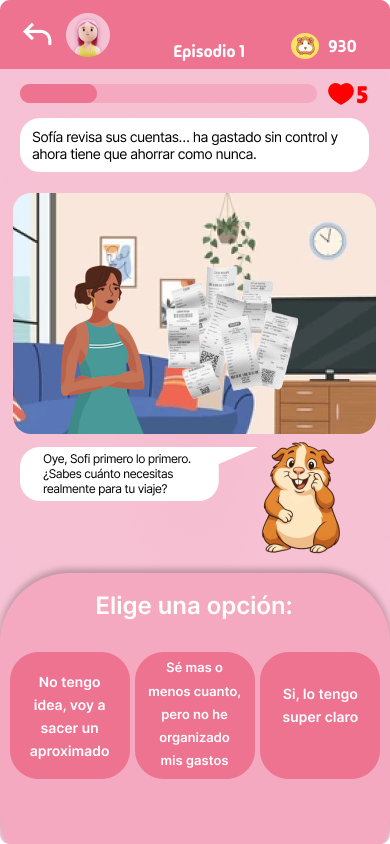 Episodio 1
930
5
Sofía revisa sus cuentas... ha gastado sin control y
ahora tiene que ahorrar como nunca.
Oye, Sofi primero lo primero.
¿Sabes cuánto necesitas
realmente para tu viaje?
Elige una opción:
No tengo
idea, voy a
sacer un
aproximado
Sé mas o
menos cuanto,
pero no he
organizado
mis gastos
Si, lo tengo
super claro